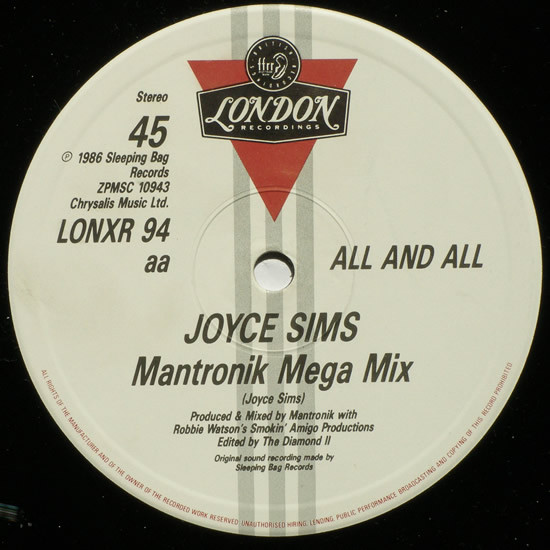 BRITISH RECORDING
ffrr
LONDON
RECORDINGS
Stereo
45
Ⓟ 1986 Sleeping Bag
Records
ZPMSC 10943
Chrysalis Music Ltd.
LONXR 94
aa
ALL AND ALL
JOYCE SIMS
Mantronik Mega Mix
(Joyce Sims)
Produced & Mixed by Mantronik with
Robbie Watson's Smokin' Amigo Productions
Edited by The Diamond II
Original sound recording made by
Sleeping Bag Records
ALL RIGHTS OF THE MANUFACTURER AND OF THE OWNER OF THE RECORDED WORK RESERVED. UNAUTHORISED HIRING, LENDING, PUBLIC PERFORMANCE, BROADCASTING AND COPYING OF THIS RECORD PROHIBITED